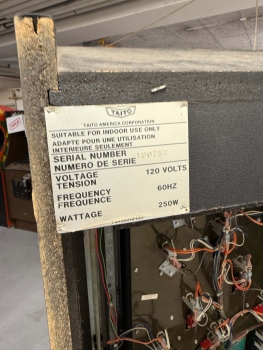 TAITO
TAITO AMERICA CORPORATION
SUITABLE FOR INDOOR USE ONLY
ADAPTE POUR UNE UTILISATION
INTERIEURE SEULEMENT
SERIAL NUMBER
NUMERO DE SERIE
VOLTAGE 120 VOLTS
TENSION
FREQUENCY 60HZ
FREQUENCE
WATTAGE 250W